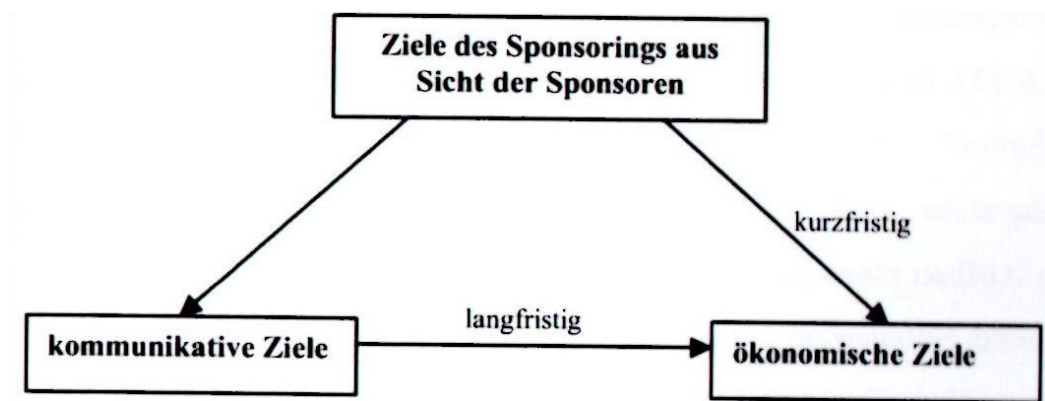 Ziele des Sponsorings aus
Sicht der Sponsoren
kurzfristig
langfristig
kommunikative Ziele
ökonomische Ziele